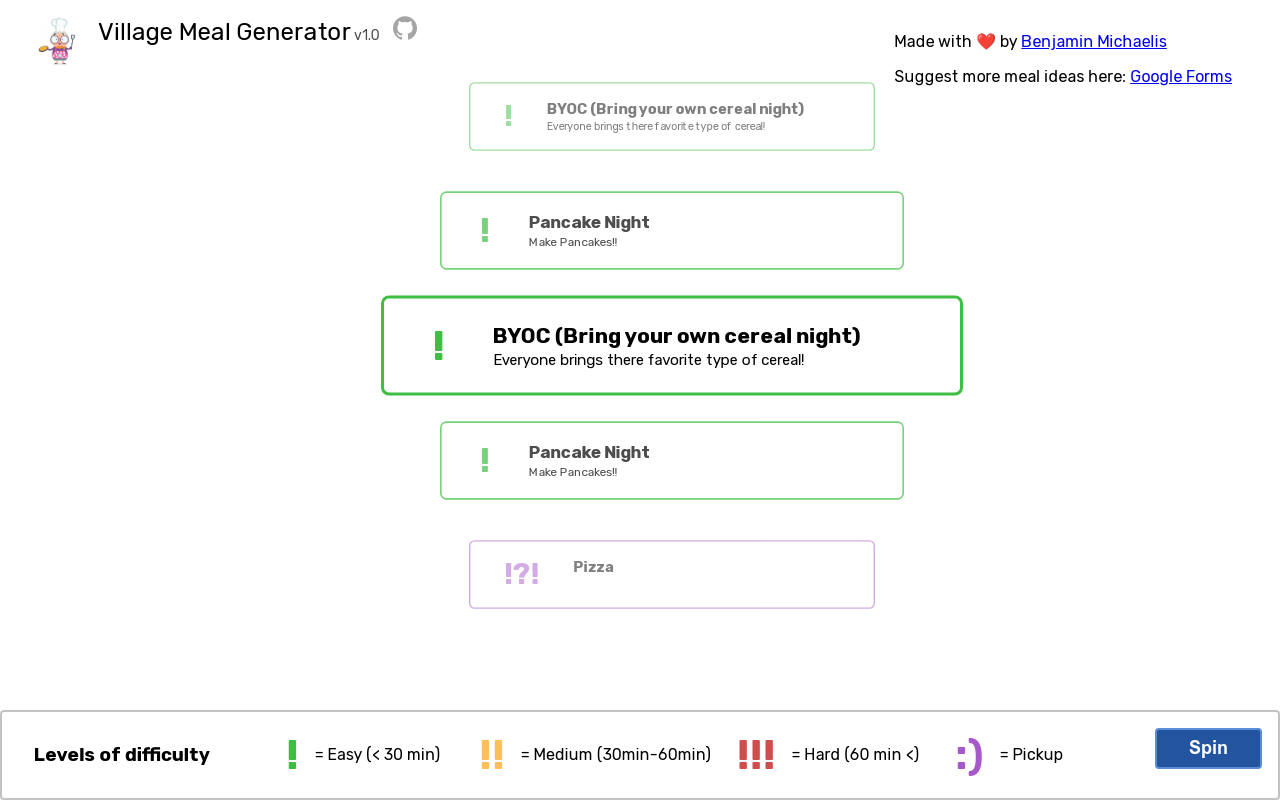 Village Meal Generator v1.0
Made with ❤️ by Benjamin Michaelis
Suggest more meal ideas here: Google Forms
! BYOC (Bring your own cereal night)
Everyone brings there favorite type of cereal!
! Pancake Night
Make Pancakes!!
! BYOC (Bring your own cereal night)
Everyone brings there favorite type of cereal!
! Pancake Night
Make Pancakes!!
!?! Pizza
Levels of difficulty ! = Easy (< 30 min) !! = Medium (30min-60min) !!! = Hard (60 min <) :) = Pickup Spin